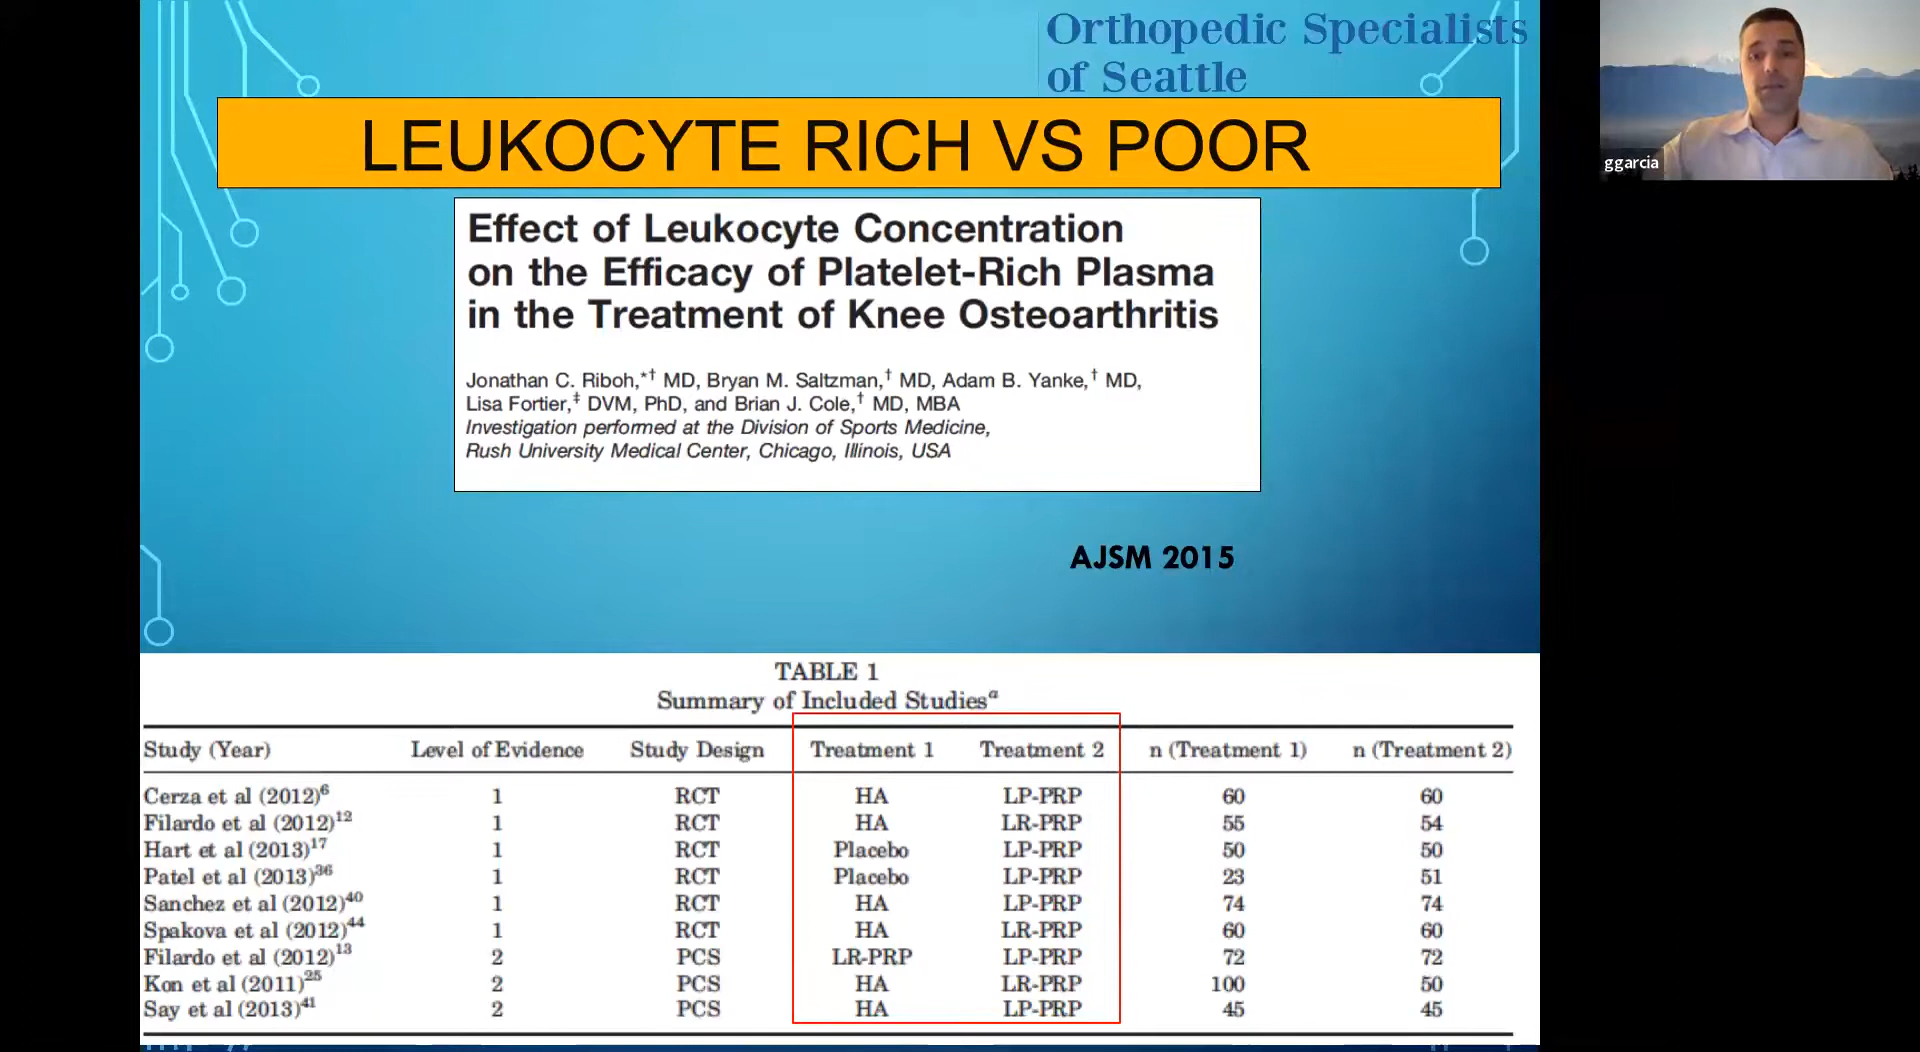 Orthopedic Specialists
of Seattle
ggarcia
LEUKOCYTE RICH VS POOR
Effect of Leukocyte Concentration
on the Efficacy of Platelet-Rich Plasma
in the Treatment of Knee Osteoarthritis
Jonathan C. Riboh,*† MD, Bryan M. Saltzman,† MD, Adam B. Yanke,† MD,
Lisa Fortier,‡ DVM, PhD, and Brian J. Cole,† MD, MBA
Investigation performed at the Division of Sports Medicine,
Rush University Medical Center, Chicago, Illinois, USA
AJSM 2015
TABLE 1
Summary of Included Studiesᵃ
Study (Year) Level of Evidence Study Design Treatment 1 Treatment 2 n (Treatment 1) n (Treatment 2)
Cerza et al (2012)⁶ 1 RCT HA LP-PRP 60 60
Filardo et al (2012)¹² 1 RCT HA LR-PRP 55 54
Hart et al (2013)¹⁷ 1 RCT Placebo LP-PRP 50 50
Patel et al (2013)³⁶ 1 RCT Placebo LP-PRP 23 51
Sanchez et al (2012)⁴⁰ 1 RCT HA LP-PRP 74 74
Spakova et al (2012)⁴⁴ 1 RCT HA LR-PRP 60 60
Filardo et al (2012)¹³ 2 PCS LR-PRP LP-PRP 72 72
Kon et al (2011)²⁵ 2 PCS HA LR-PRP 100 50
Say et al (2013)⁴¹ 2 PCS HA LP-PRP 45 45